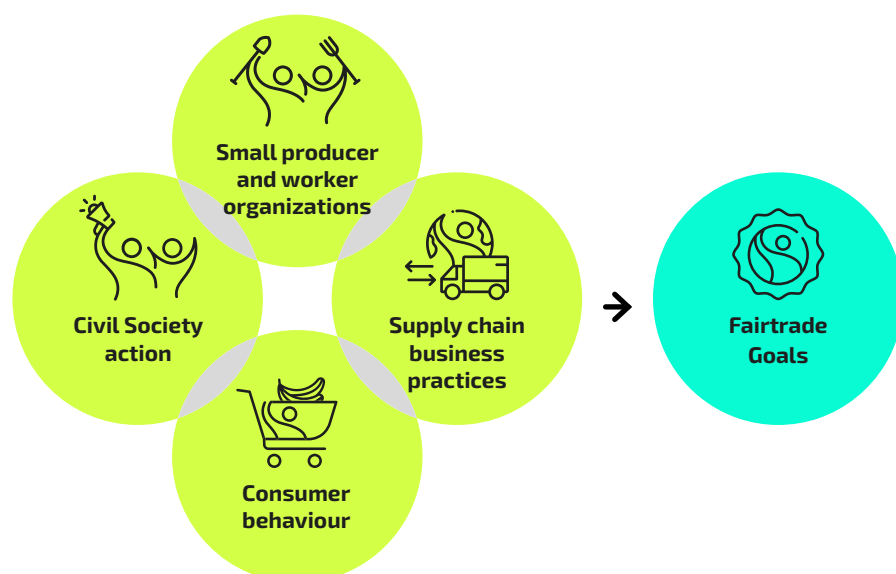 Small producer
and worker
organizations
Civil Society
action
Supply chain
business
practices
Fairtrade
Goals
Consumer
behaviour